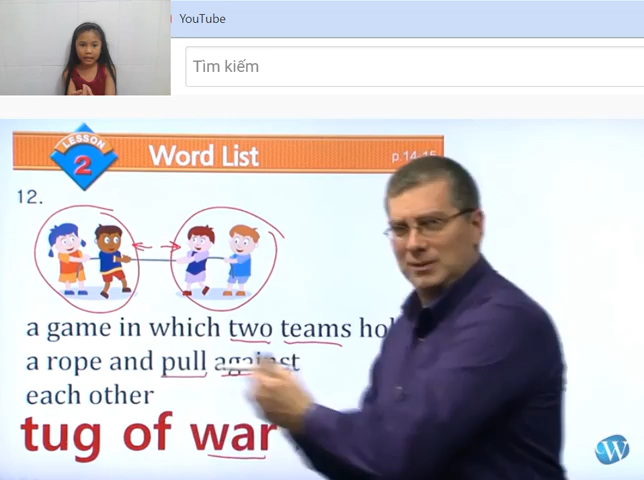 YouTube
Tìm kiếm
LESSON
2
Word List
p.14-15
12.
a game in which two teams
a rope and pull against
each other
tug of war
W